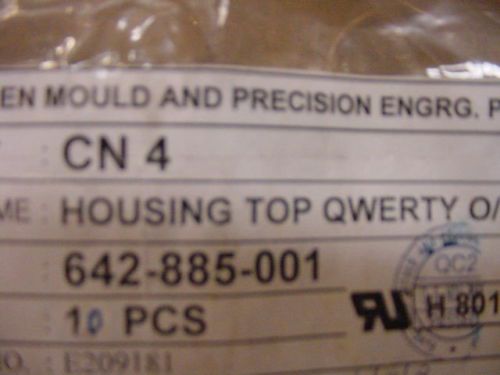 EN MOULD AND PRECISION ENGRG. P
: CN 4
ME : HOUSING TOP QWERTY O/
: 642-885-001
: 10 PCS
QC2
H 801
NO. : E209181